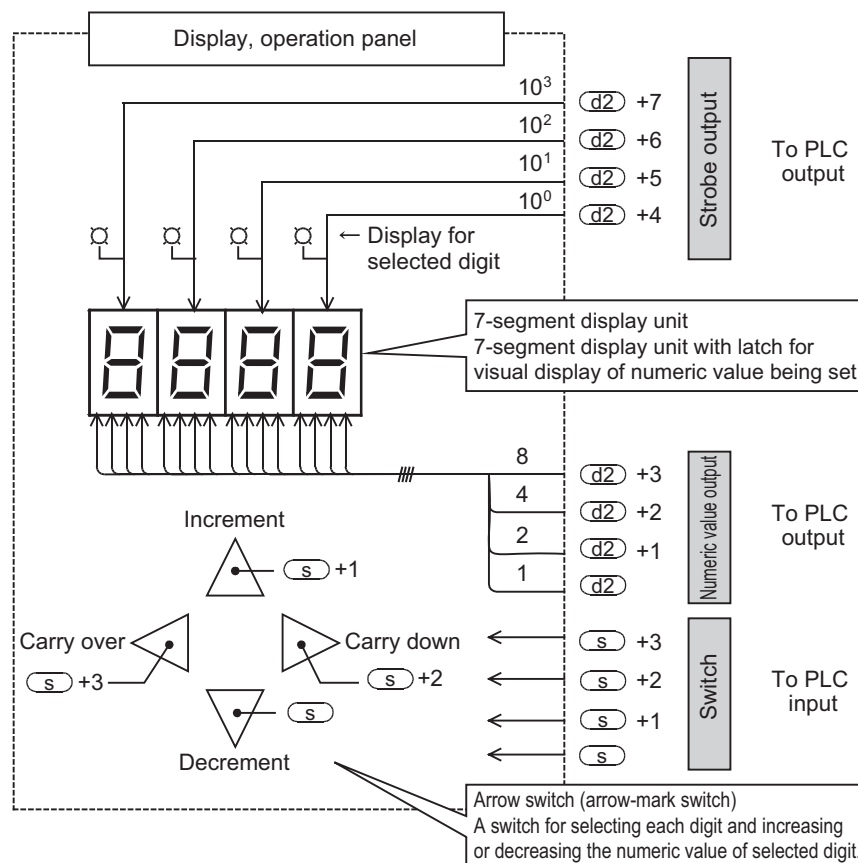 Display, operation panel
10³
d2 +7
10²
d2 +6
10¹
d2 +5
10⁰
d2 +4
Strobe output
To PLC
output
← Display for
selected digit
8 8 8 8
7-segment display unit
7-segment display unit with latch for
visual display of numeric value being set
8
d2 +3
4
d2 +2
2
d2 +1
1
d2
Numeric value output
To PLC
output
Increment
s +1
Carry over
s +3
Carry down
s +2
s
Decrement
s +3
s +2
s +1
s
Switch
To PLC
input
Arrow switch (arrow-mark switch)
A switch for selecting each digit and increasing
or decreasing the numeric value of selected digit.